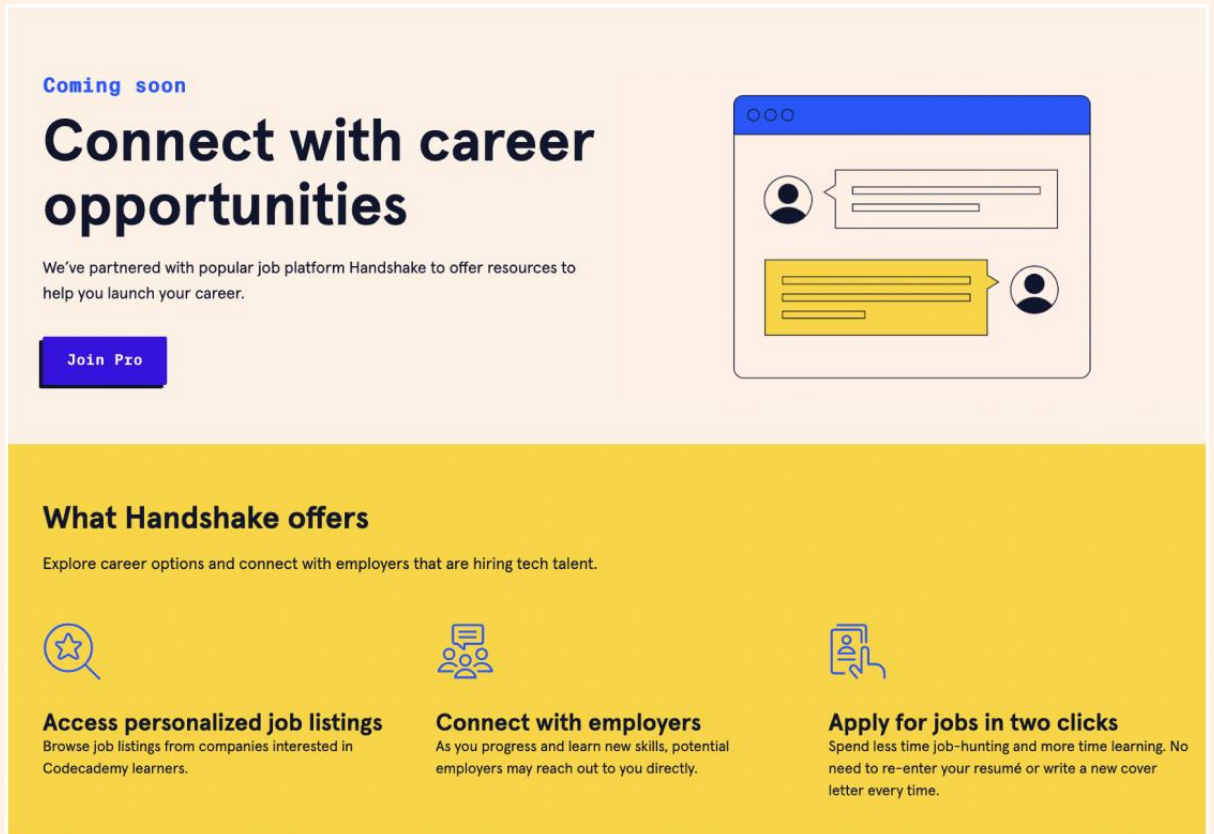 Coming soon
Connect with career
opportunities
We’ve partnered with popular job platform Handshake to offer resources to
help you launch your career.
Join Pro
What Handshake offers
Explore career options and connect with employers that are hiring tech talent.
Access personalized job listings
Browse job listings from companies interested in
Codecademy learners.
Connect with employers
As you progress and learn new skills, potential
employers may reach out to you directly.
Apply for jobs in two clicks
Spend less time job-hunting and more time learning. No
need to re-enter your resumé or write a new cover
letter every time.